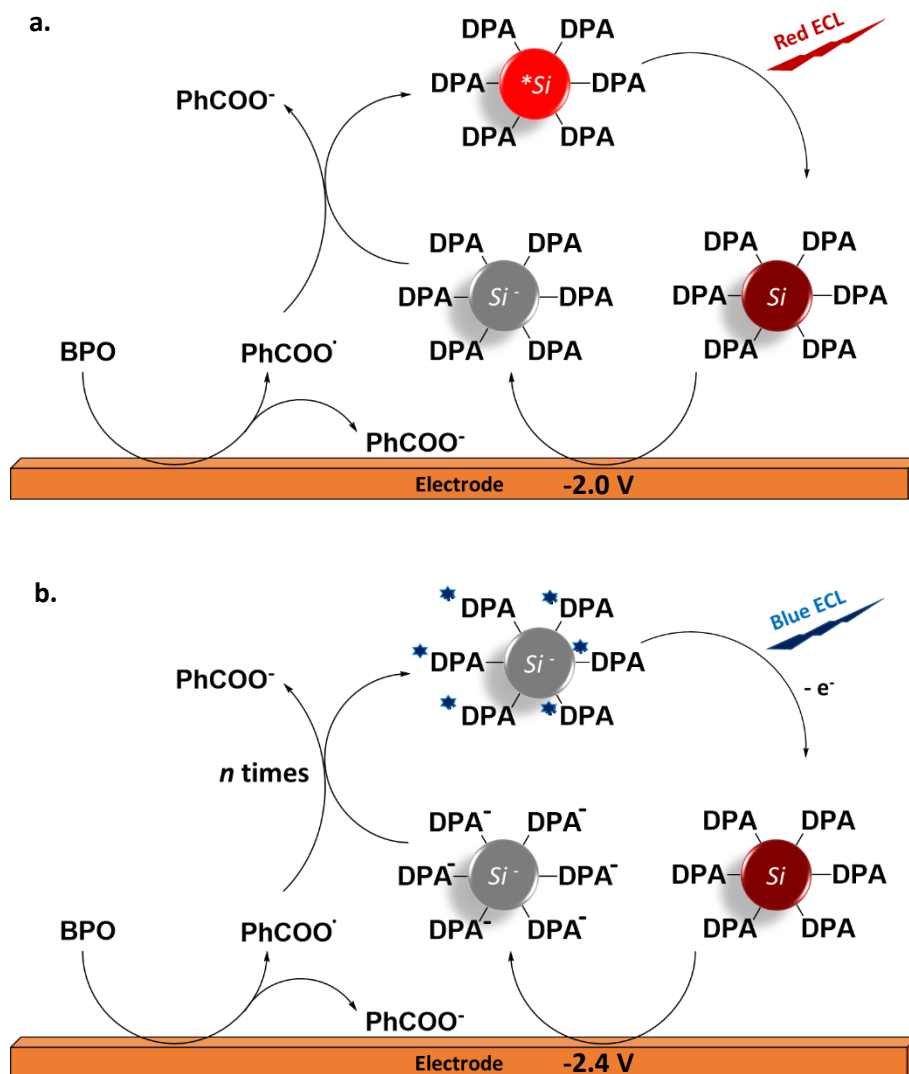 a.
Red ECL
DPA DPA
DPA *Si DPA
DPA DPA
PhCOO⁻
DPA DPA DPA DPA
DPA Si⁻ DPA DPA Si DPA
DPA DPA DPA DPA
BPO PhCOO˙
PhCOO⁻
Electrode -2.0 V
b.
Blue ECL
DPA DPA
DPA Si⁻ DPA
DPA DPA
PhCOO⁻
- e⁻
n times
DPA⁻ DPA⁻ DPA DPA
DPA⁻ Si⁻ DPA⁻ DPA Si DPA
DPA⁻ DPA⁻ DPA DPA
BPO PhCOO˙
PhCOO⁻
Electrode -2.4 V